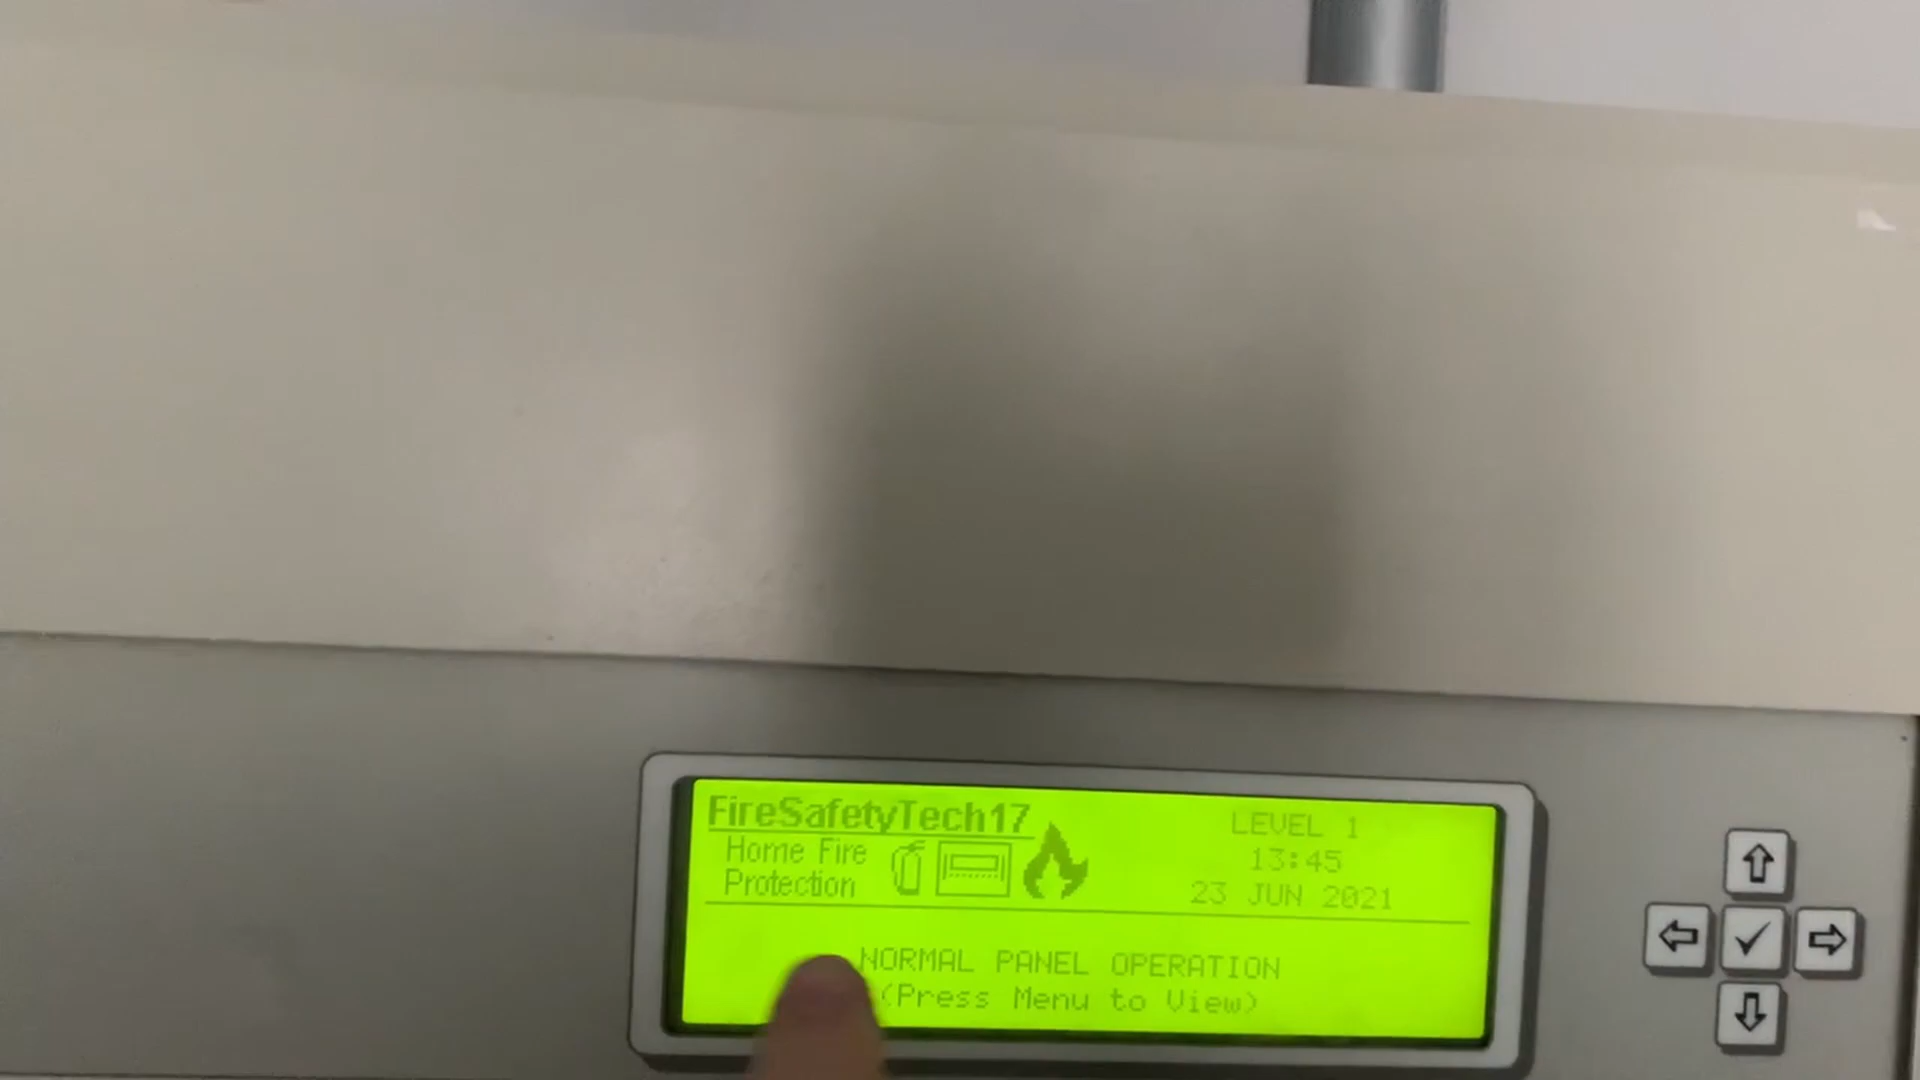 FireSafetyTech17
Home Fire
Protection
LEVEL 1
13:45
23 JUN 2021
NORMAL PANEL OPERATION
(Press Menu to View)